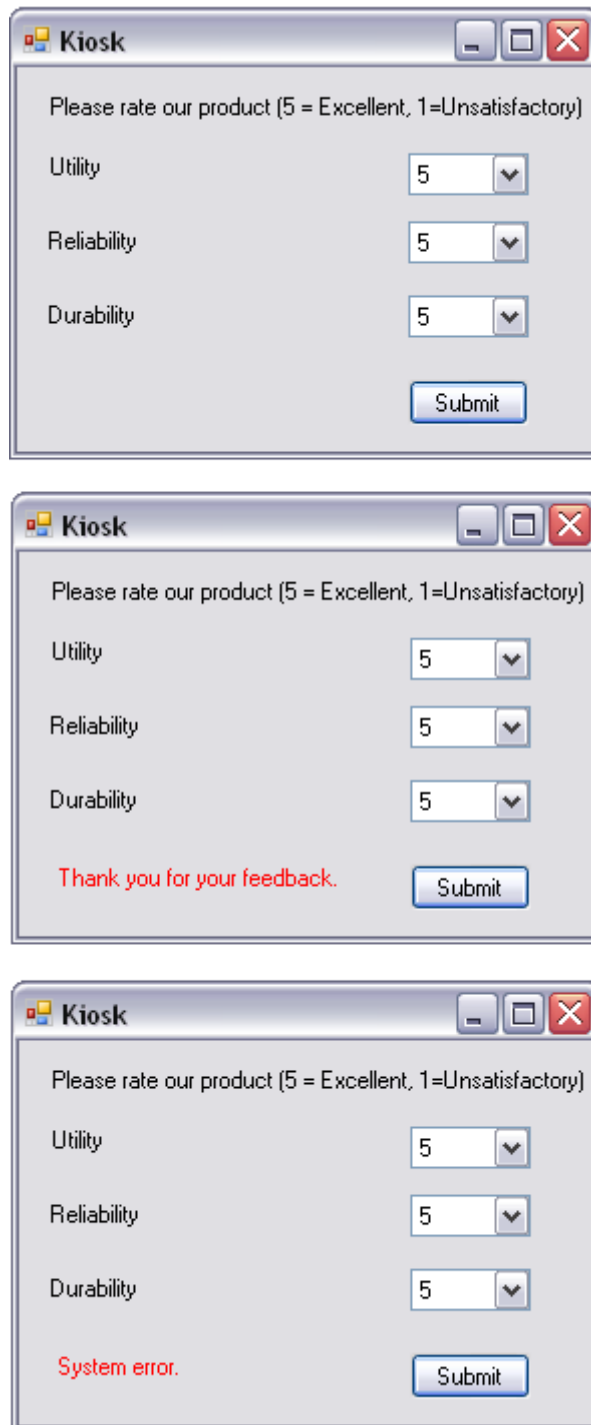 Kiosk
Please rate our product (5 = Excellent, 1=Unsatisfactory)
Utility 5
Reliability 5
Durability 5
Submit
Kiosk
Please rate our product (5 = Excellent, 1=Unsatisfactory)
Utility 5
Reliability 5
Durability 5
Thank you for your feedback. Submit
Kiosk
Please rate our product (5 = Excellent, 1=Unsatisfactory)
Utility 5
Reliability 5
Durability 5
System error. Submit